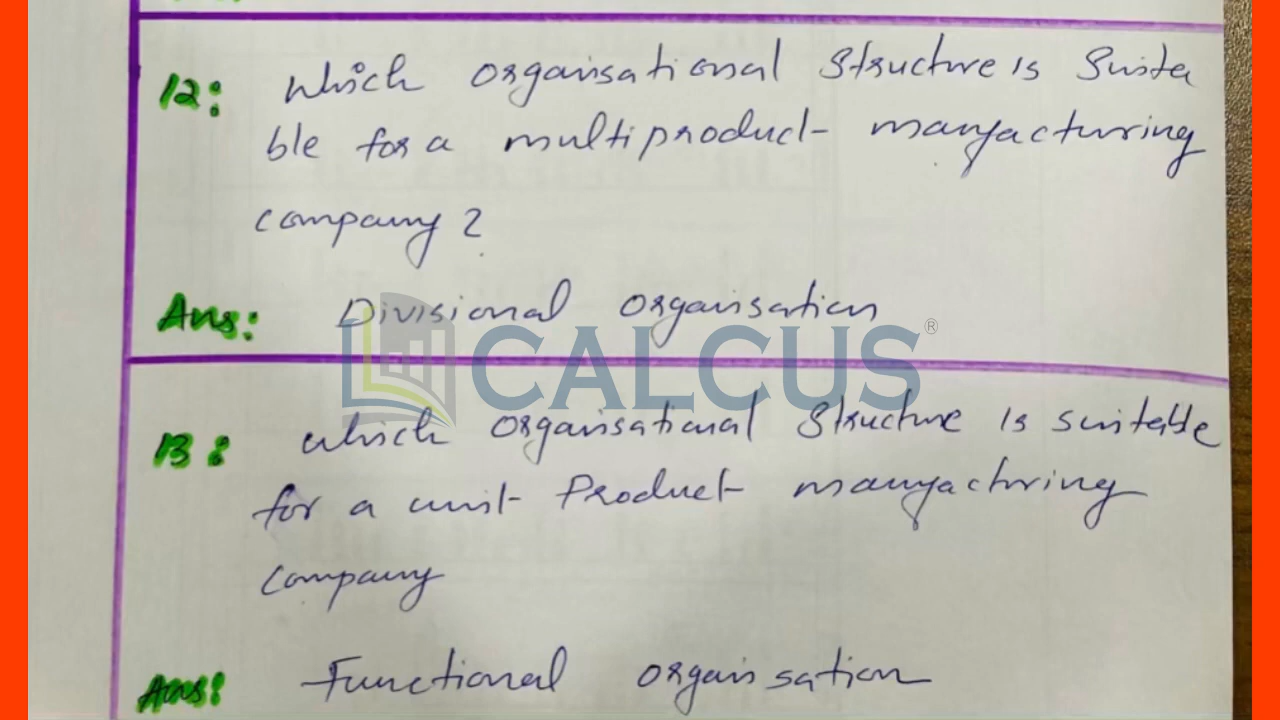 12: Which organisational structure is suita
ble for a multiproduct manufacturing
company ?
Ans: Divisional organisation
CALCUS®
13: which organisational structure is suitable
for a unit Product manufacturing
company
Ans: Functional organisation